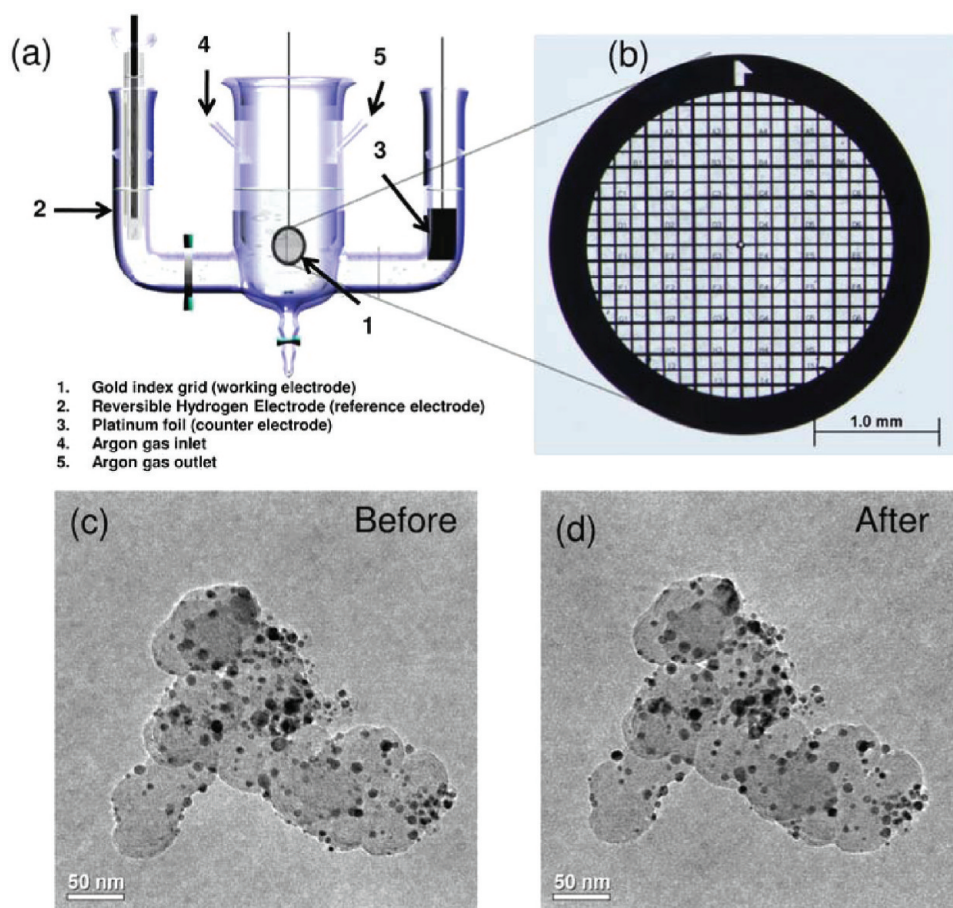 (a)
4
5
(b)
3
2
1
1. Gold index grid (working electrode)
2. Reversible Hydrogen Electrode (reference electrode)
3. Platinum foil (counter electrode)
4. Argon gas inlet
5. Argon gas outlet
1.0 mm
(c) Before
(d) After
50 nm
50 nm